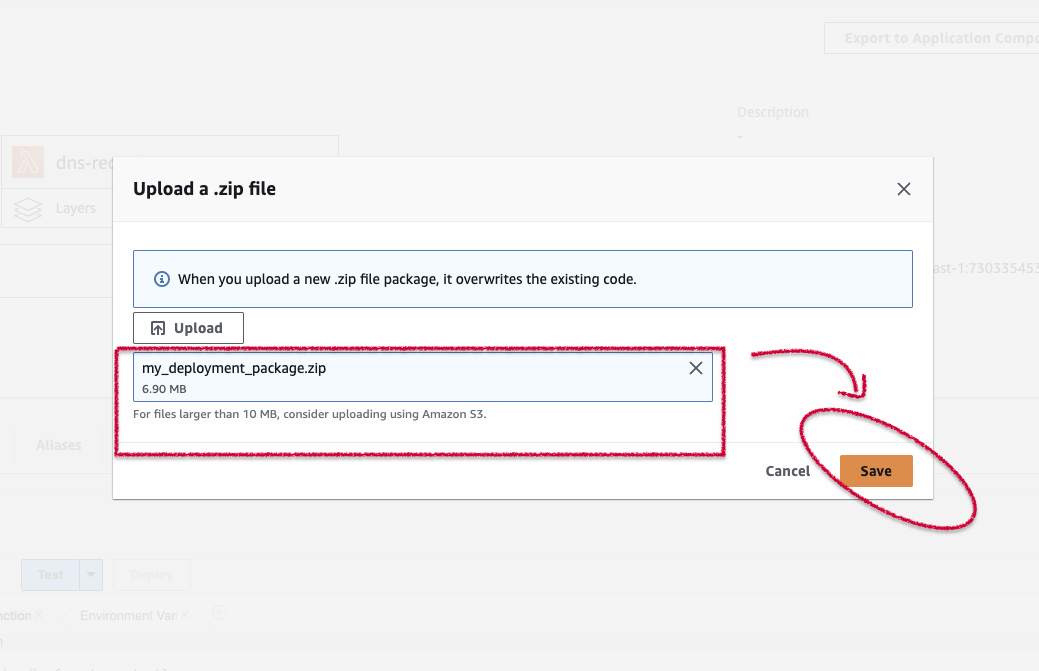 Export to Application Compo
Description
-
dns-re
Layers
Upload a .zip file
When you upload a new .zip file package, it overwrites the existing code.
ast-1:730335453
Upload
my_deployment_package.zip
6.90 MB
For files larger than 10 MB, consider uploading using Amazon S3.
Aliases
Cancel
Save
Test
Deploy
nction
Environment Var